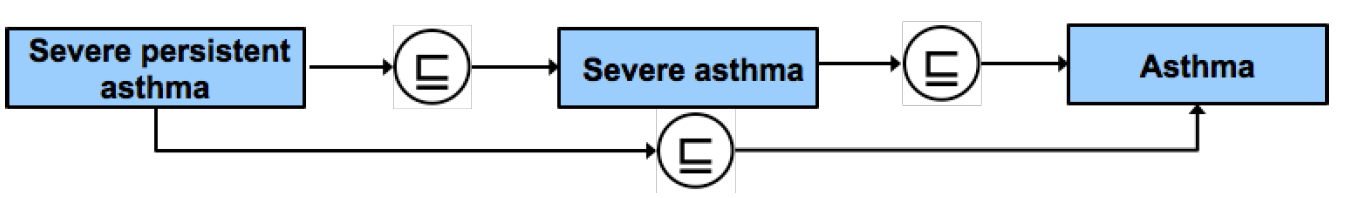 Severe persistent
asthma
⊑
Severe asthma
⊑
Asthma
⊑